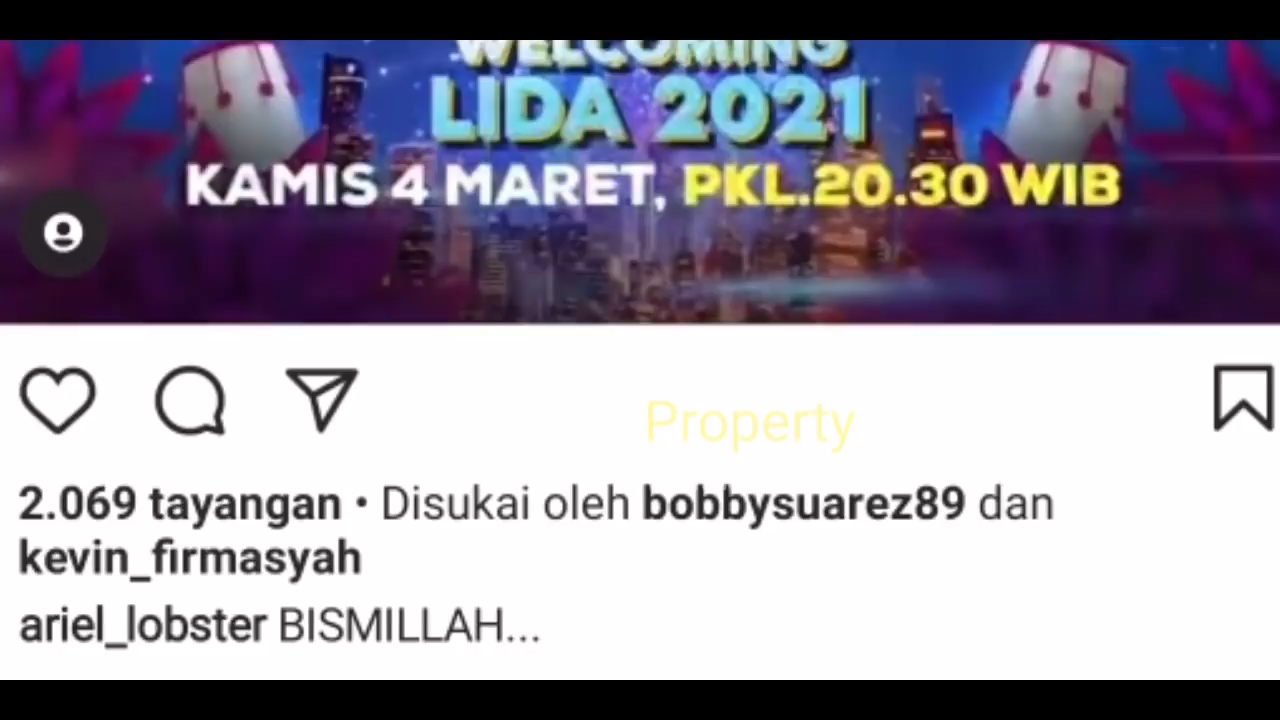 WELCOMING
LIDA 2021
KAMIS 4 MARET, PKL.20.30 WIB
Property
2.069 tayangan • Disukai oleh bobbysuarez89 dan
kevin_firmasyah
ariel_lobster BISMILLAH...